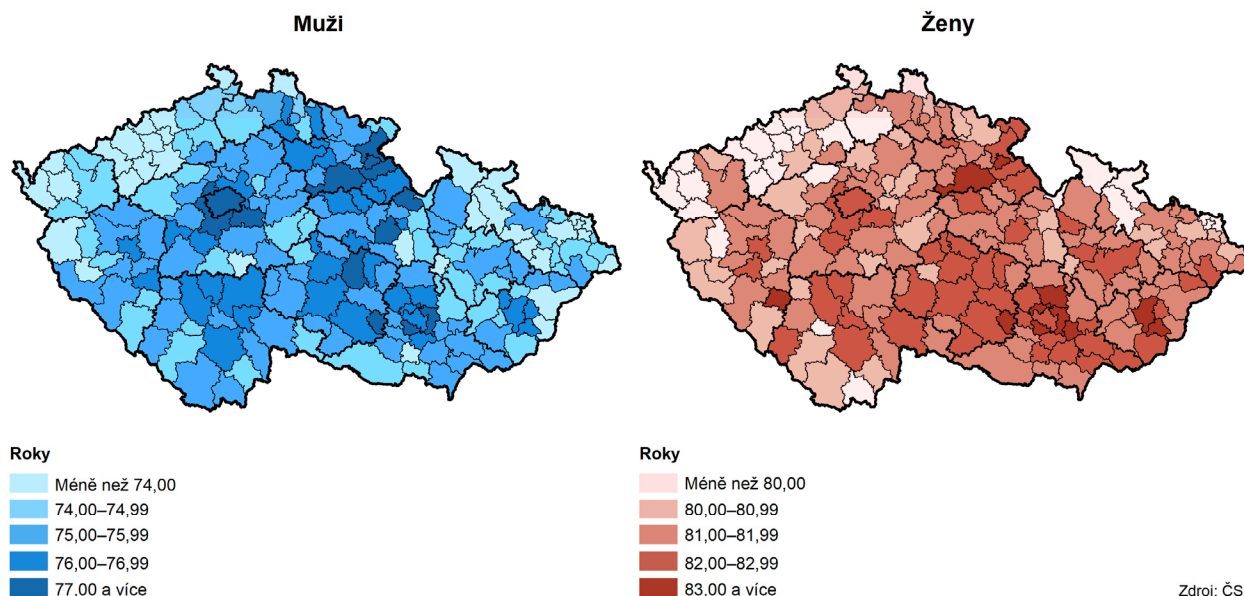 Muži
Ženy
Roky
Méně než 74,00
74,00–74,99
75,00–75,99
76,00–76,99
77,00 a více
Roky
Méně než 80,00
80,00–80,99
81,00–81,99
82,00–82,99
83,00 a více
Zdroj: ČS